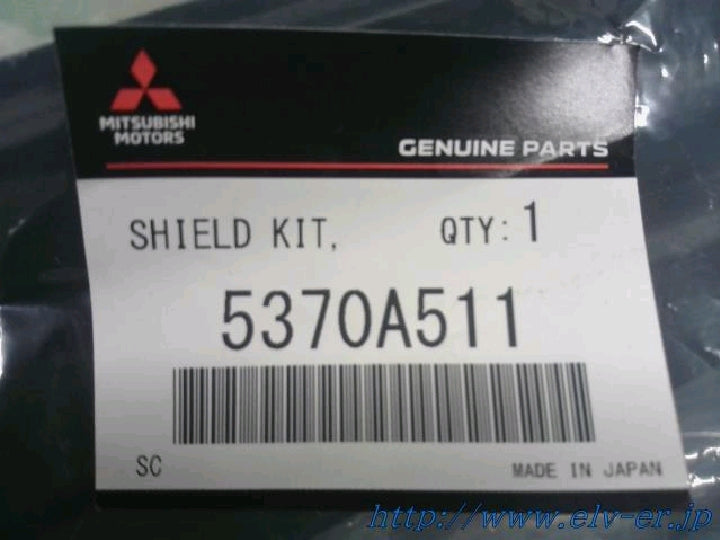 MITSUBISHI
MOTORS
GENUINE PARTS
SHIELD KIT, QTY: 1
5370A511
SC MADE IN JAPAN
http://www.elv-er.jp